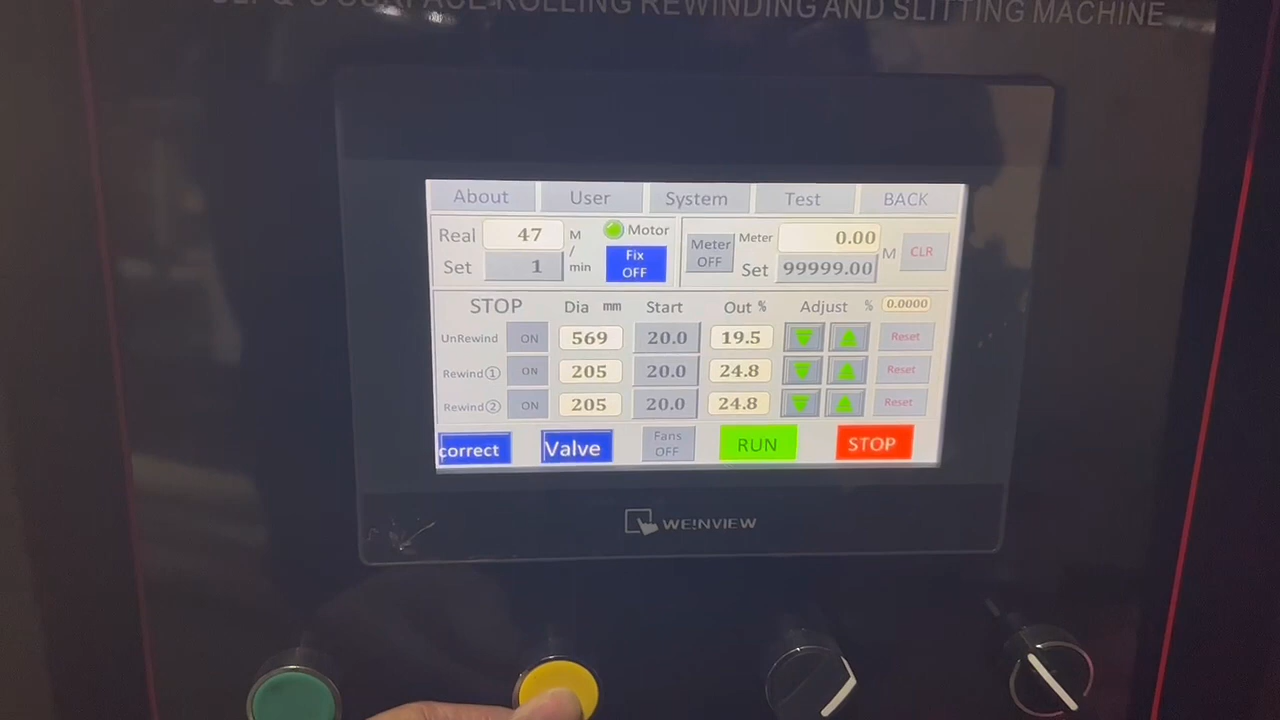 SURFACE ROLLING REWINDING AND SLITTING MACHINE
About User System Test BACK
Real 47 M / min Motor Meter OFF Meter 0.00 M CLR
Set 1 Fix OFF Set 99999.00
STOP Dia mm Start Out % Adjust % 0.0000
UnRewind ON 569 20.0 19.5 Reset
Rewind① ON 205 20.0 24.8 Reset
Rewind② ON 205 20.0 24.8 Reset
correct Valve Fans OFF RUN STOP
WE!NVIEW